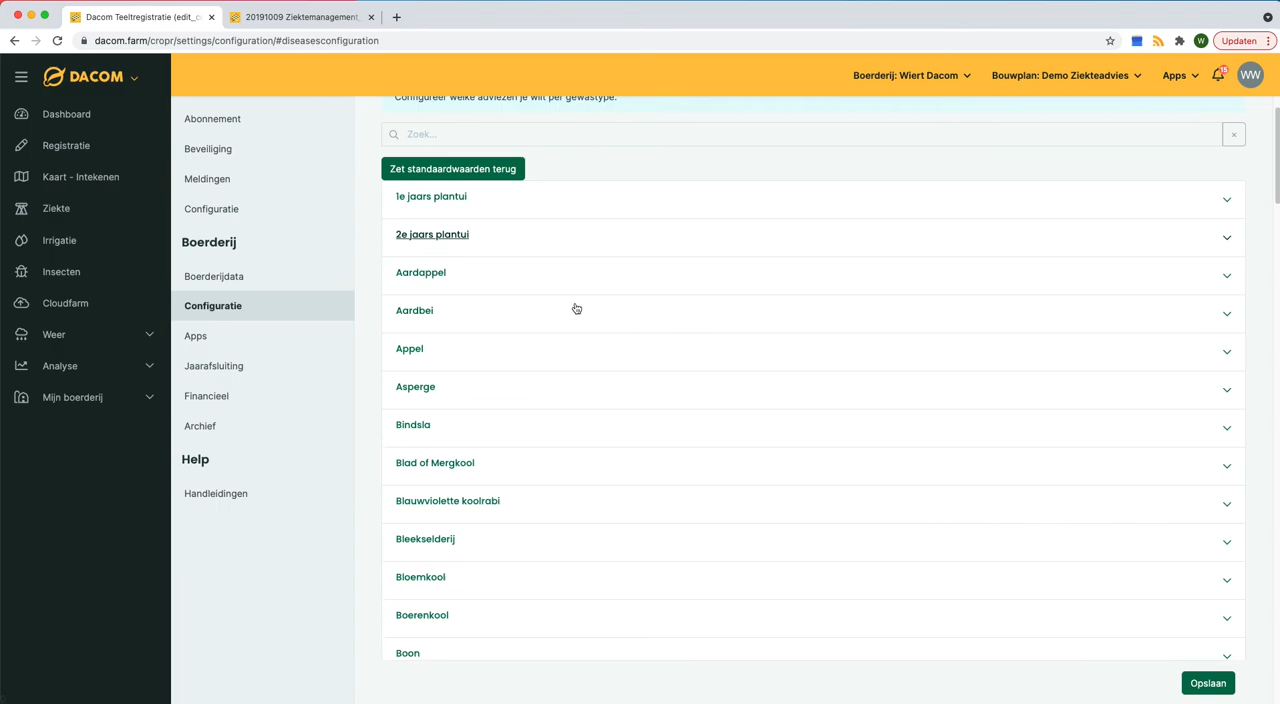 Dacom Teeltregistratie (edit_c
20191009 Ziektemanagement_
dacom.farm/cropr/settings/configuration/#diseasesconfiguration
W
Updaten
DACOM
Boerderij: Wiert Dacom
Bouwplan: Demo Ziekteadvies
Apps
15
WW
Dashboard
Registratie
Kaart - Intekenen
Ziekte
Irrigatie
Insecten
Cloudfarm
Weer
Analyse
Mijn boerderij
Abonnement
Beveiliging
Meldingen
Configuratie
Boerderij
Boerderijdata
Configuratie
Apps
Jaarafsluiting
Financieel
Archief
Help
Handleidingen
Configureer welke adviezen je wilt per gewastype.
Zoek...
×
Zet standaardwaarden terug
1e jaars plantui
2e jaars plantui
Aardappel
Aardbei
Appel
Asperge
Bindsla
Blad of Mergkool
Blauwviolette koolrabi
Bleekselderij
Bloemkool
Boerenkool
Boon
Opslaan